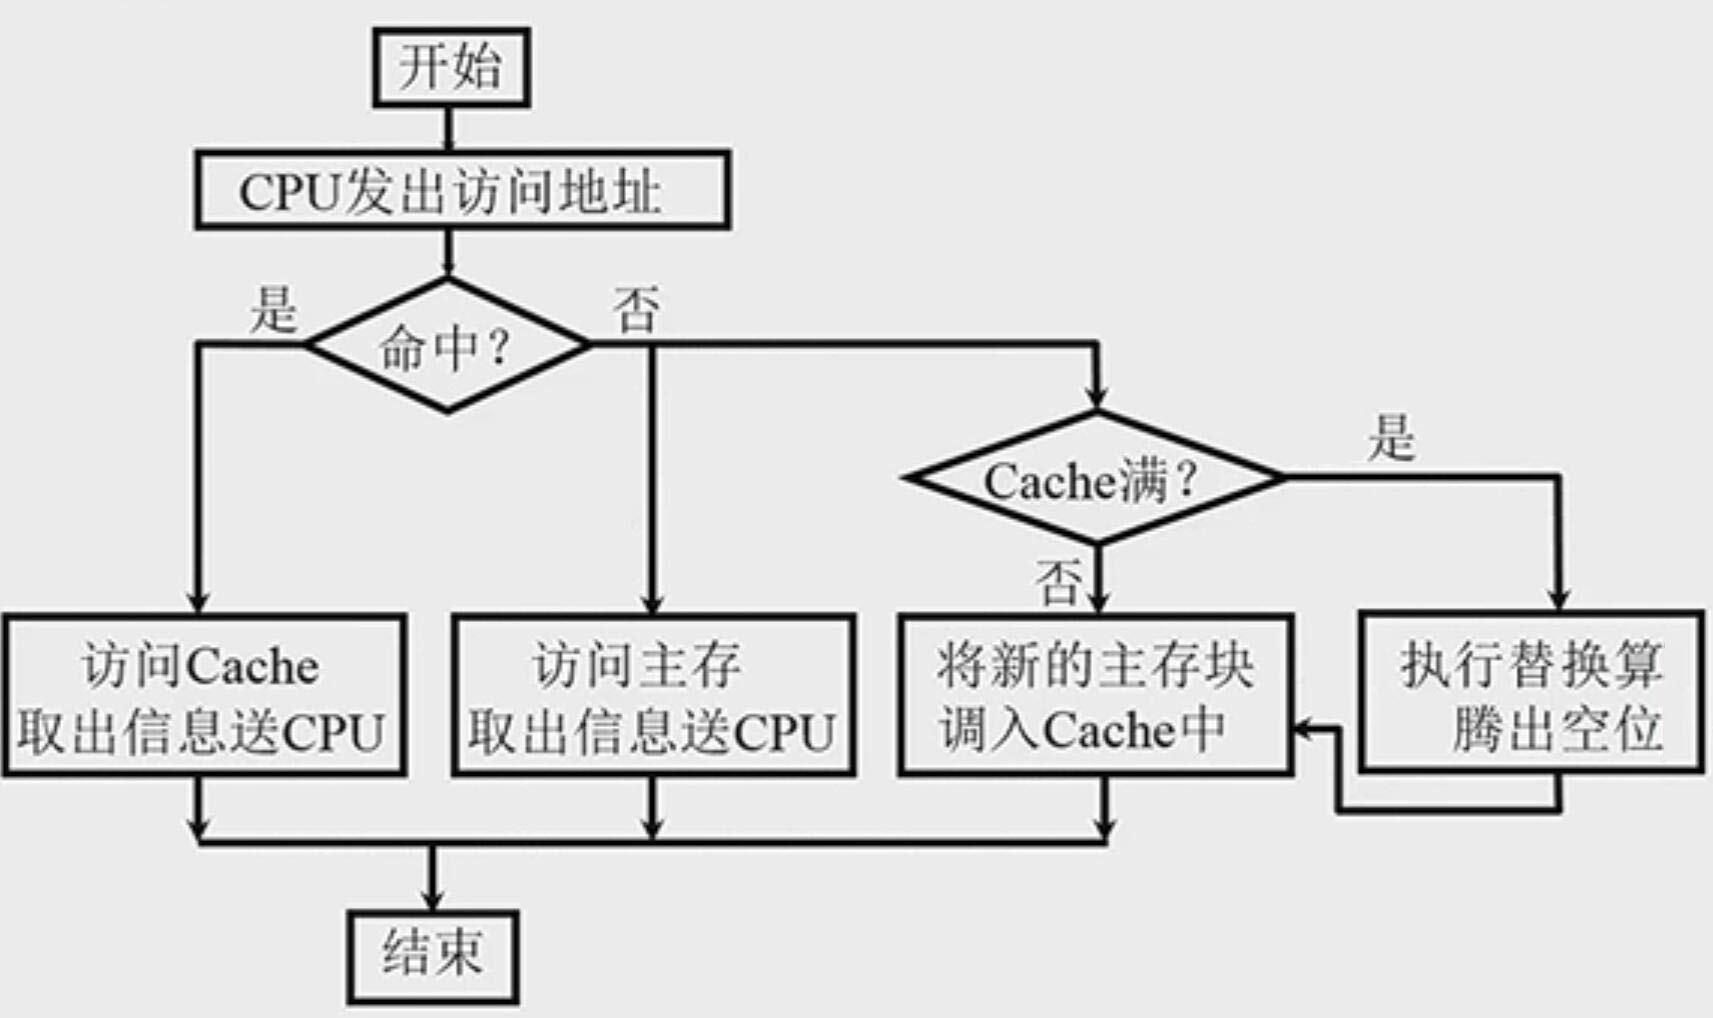 开始
CPU发出访问地址
是
否
命中?
是
Cache满?
否
访问Cache
取出信息送CPU
访问主存
取出信息送CPU
将新的主存块
调入Cache中
执行替换算
腾出空位
结束